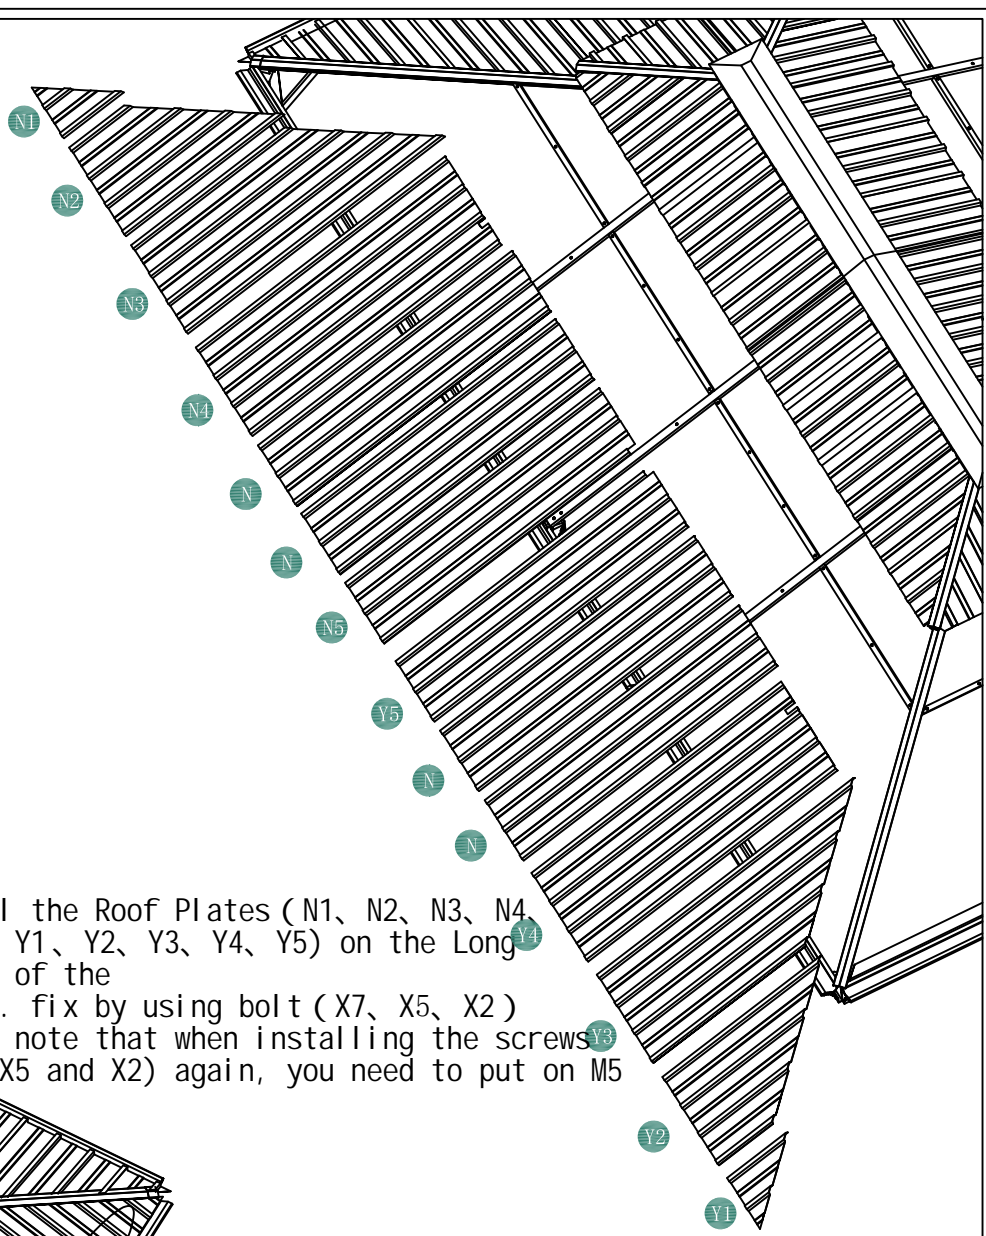 N1
N2
N3
N4
N
N
N5
Y5
N
N
Y4
Y3
Y2
Y1
l the Roof Plates (N1、N2、N3、N4、
Y1、Y2、Y3、Y4、Y5) on the Long
of the
. fix by using bolt (X7、X5、X2)
note that when installing the screws
X5 and X2) again, you need to put on M5